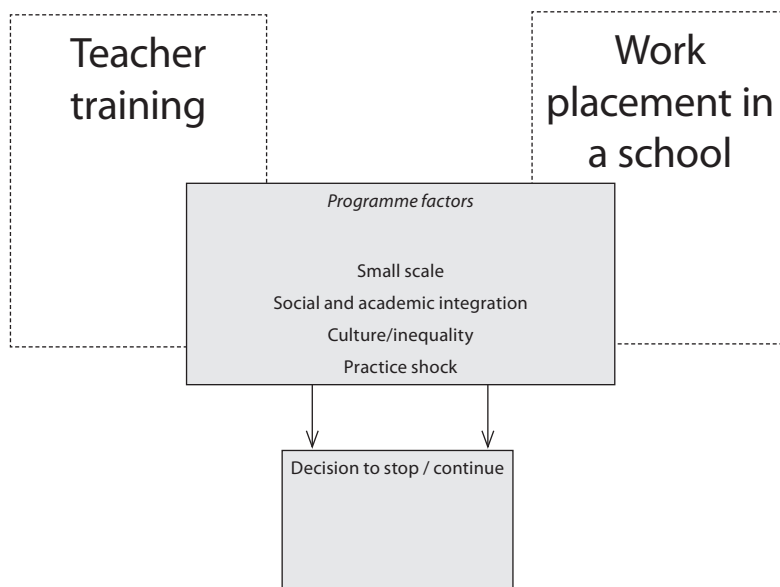 Teacher
training
Work
placement in
a school
Programme factors
Small scale
Social and academic integration
Culture/inequality
Practice shock
Decision to stop / continue